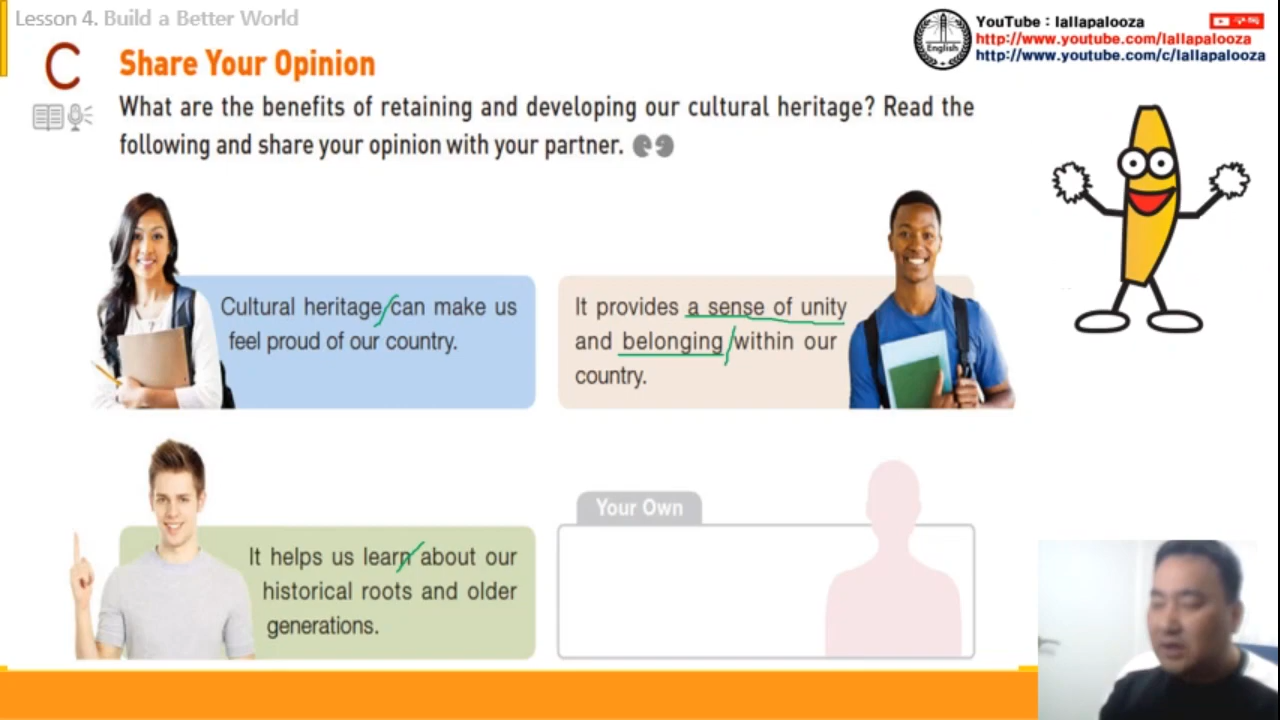 Lesson 4. Build a Better World
YouTube : lallapalooza
http://www.youtube.com/lallapalooza
http://www.youtube.com/c/lallapalooza
English
C
Share Your Opinion
What are the benefits of retaining and developing our cultural heritage? Read the
following and share your opinion with your partner.
Cultural heritage can make us
feel proud of our country.
It provides a sense of unity
and belonging within our
country.
It helps us learn about our
historical roots and older
generations.
Your Own